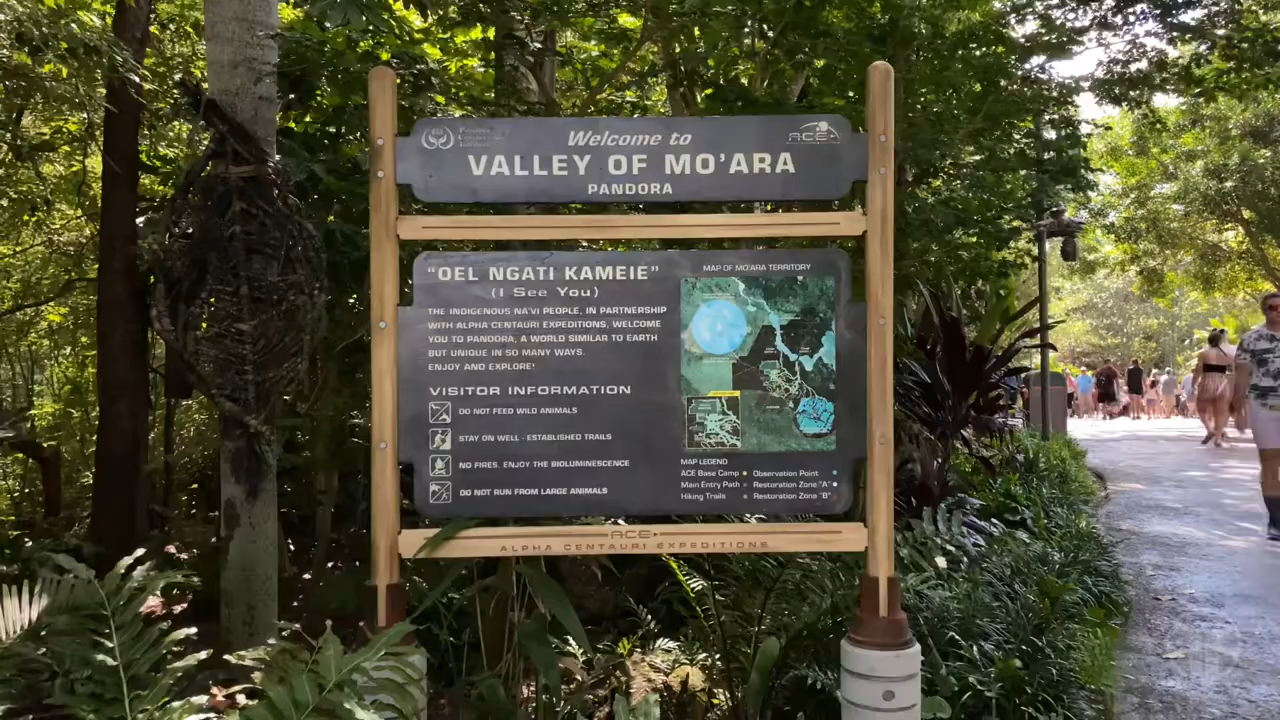 Welcome to
VALLEY OF MO'ARA
PANDORA
ACE
"OEL NGATI KAMEIE"
(I See You)
THE INDIGENOUS NA'VI PEOPLE, IN PARTNERSHIP
WITH ALPHA CENTAURI EXPEDITIONS, WELCOME
YOU TO PANDORA; A WORLD SIMILAR TO EARTH
BUT UNIQUE IN SO MANY WAYS.
ENJOY AND EXPLORE!
VISITOR INFORMATION
DO NOT FEED WILD ANIMALS
STAY ON WELL - ESTABLISHED TRAILS
NO FIRES. ENJOY THE BIOLUMINESCENCE
DO NOT RUN FROM LARGE ANIMALS
MAP OF MO'ARA TERRITORY
MAP LEGEND
ACE Base Camp
Observation Point
Main Entry Path
Restoration Zone "A"
Hiking Trails
Restoration Zone "B"
ACE
ALPHA CENTAURI EXPEDITIONS